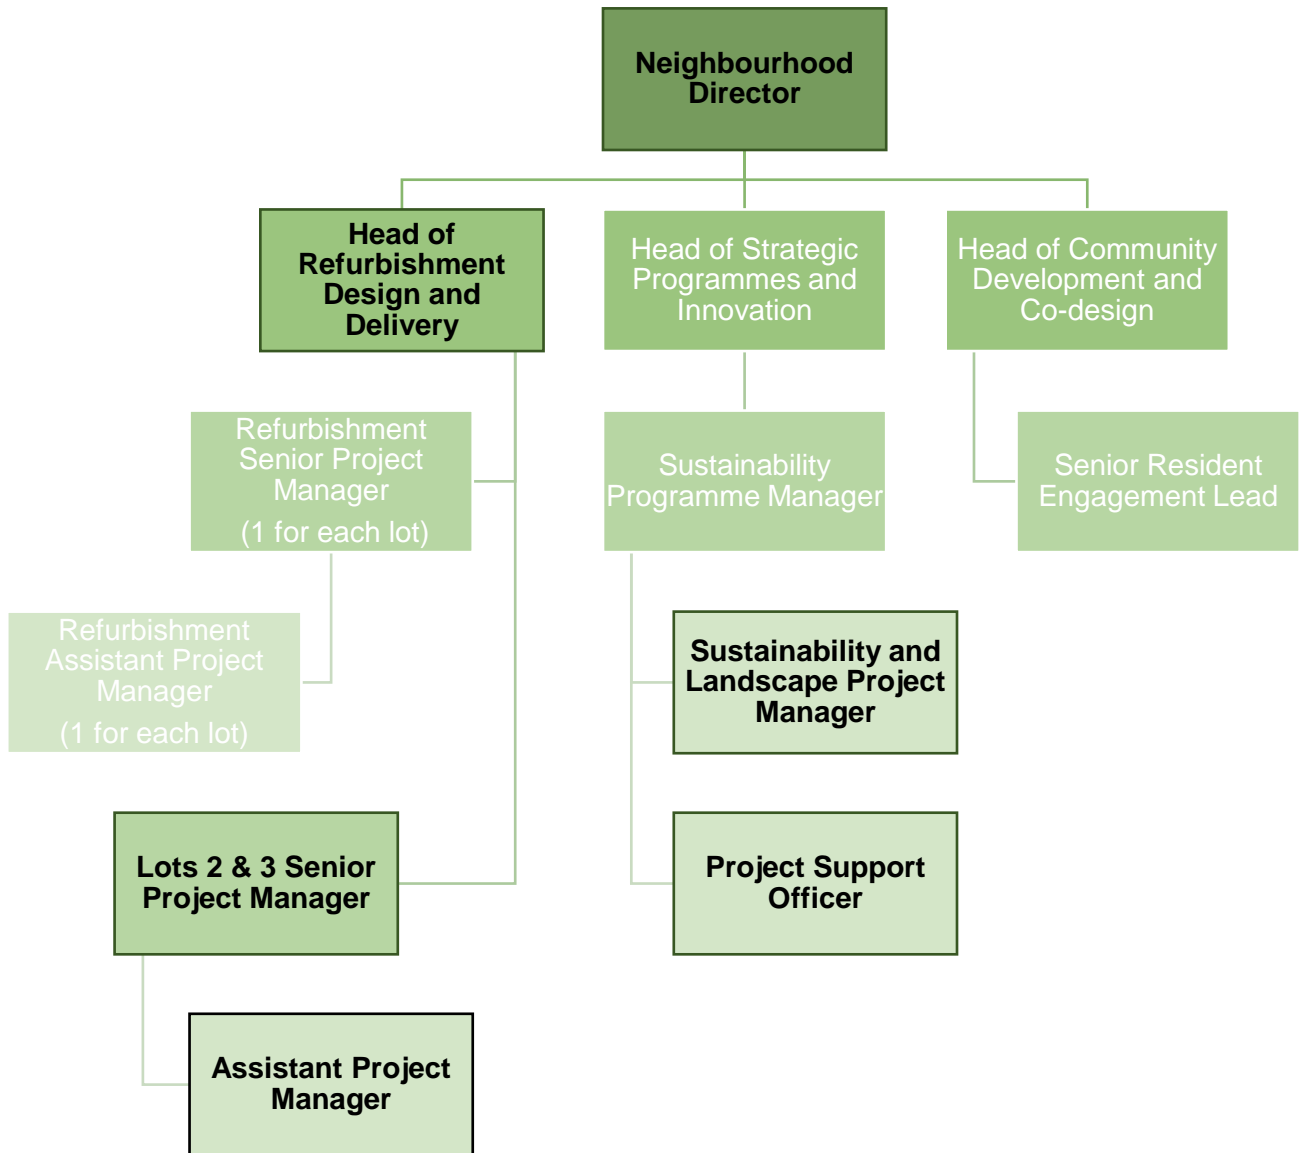 Neighbourhood
Director
Head of
Refurbishment
Design and
Delivery
Head of Strategic
Programmes and
Innovation
Head of Community
Development and
Co-design
Refurbishment
Senior Project
Manager
(1 for each lot)
Sustainability
Programme Manager
Senior Resident
Engagement Lead
Refurbishment
Assistant Project
Manager
(1 for each lot)
Sustainability and
Landscape Project
Manager
Lots 2 & 3 Senior
Project Manager
Project Support
Officer
Assistant Project
Manager